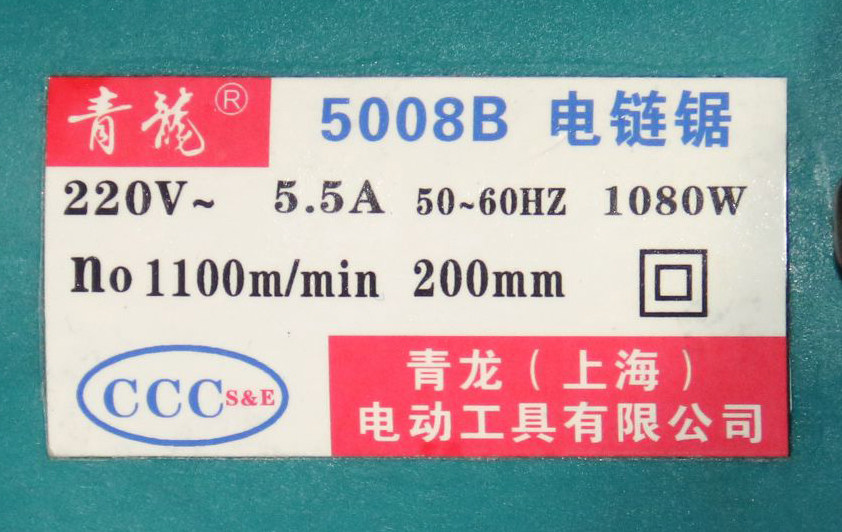 青龍®
5008B 电链锯
220V~ 5.5A 50~60HZ 1080W
no 1100m/min 200mm
CCC S&E
青龙（上海）
电动工具有限公司